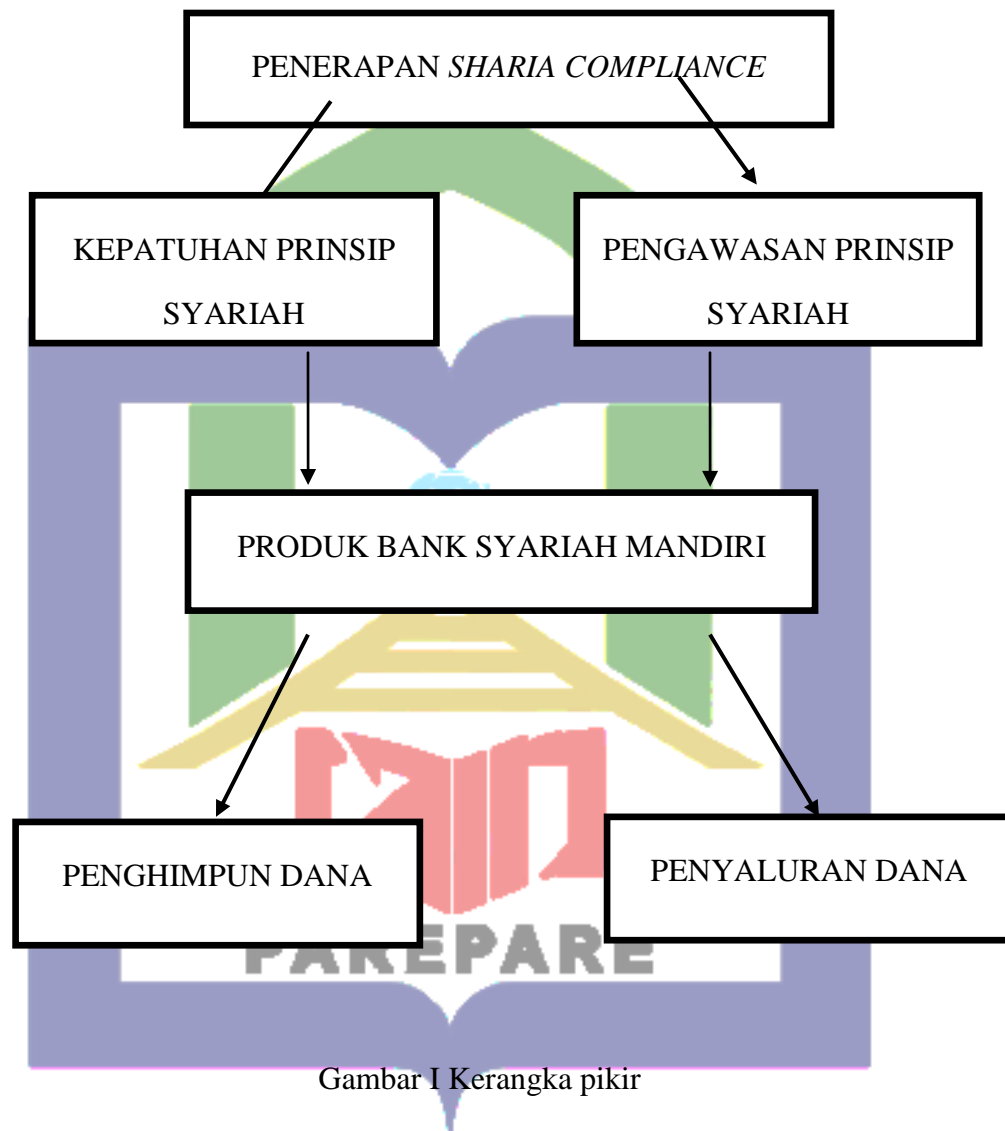 PENERAPAN SHARIA COMPLIANCE
KEPATUHAN PRINSIP
SYARIAH
PENGAWASAN PRINSIP
SYARIAH
PRODUK BANK SYARIAH MANDIRI
PENGHIMPUN DANA
PENYALURAN DANA
PAREPARE
Gambar I Kerangka pikir